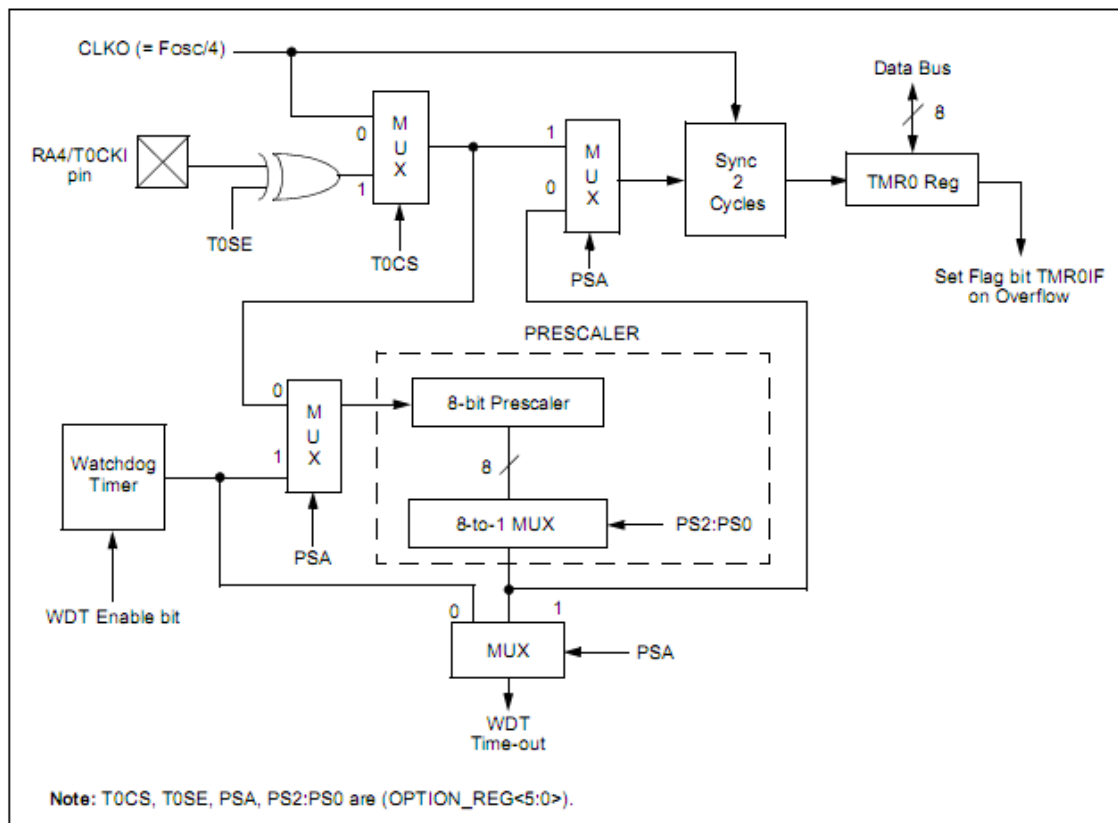 CLKO (= Fosc/4)
Data Bus
8
0
M
U
X
1
M
U
X
1
0
RA4/T0CKI
pin
Sync
2
Cycles
TMR0 Reg
T0SE
T0CS
PSA
Set Flag bit TMR0IF
on Overflow
PRESCALER
0
M
U
X
1
8-bit Prescaler
Watchdog
Timer
8
8-to-1 MUX
PS2:PS0
PSA
WDT Enable bit
0
1
MUX
PSA
WDT
Time-out
Note: T0CS, T0SE, PSA, PS2:PS0 are (OPTION_REG<5:0>).